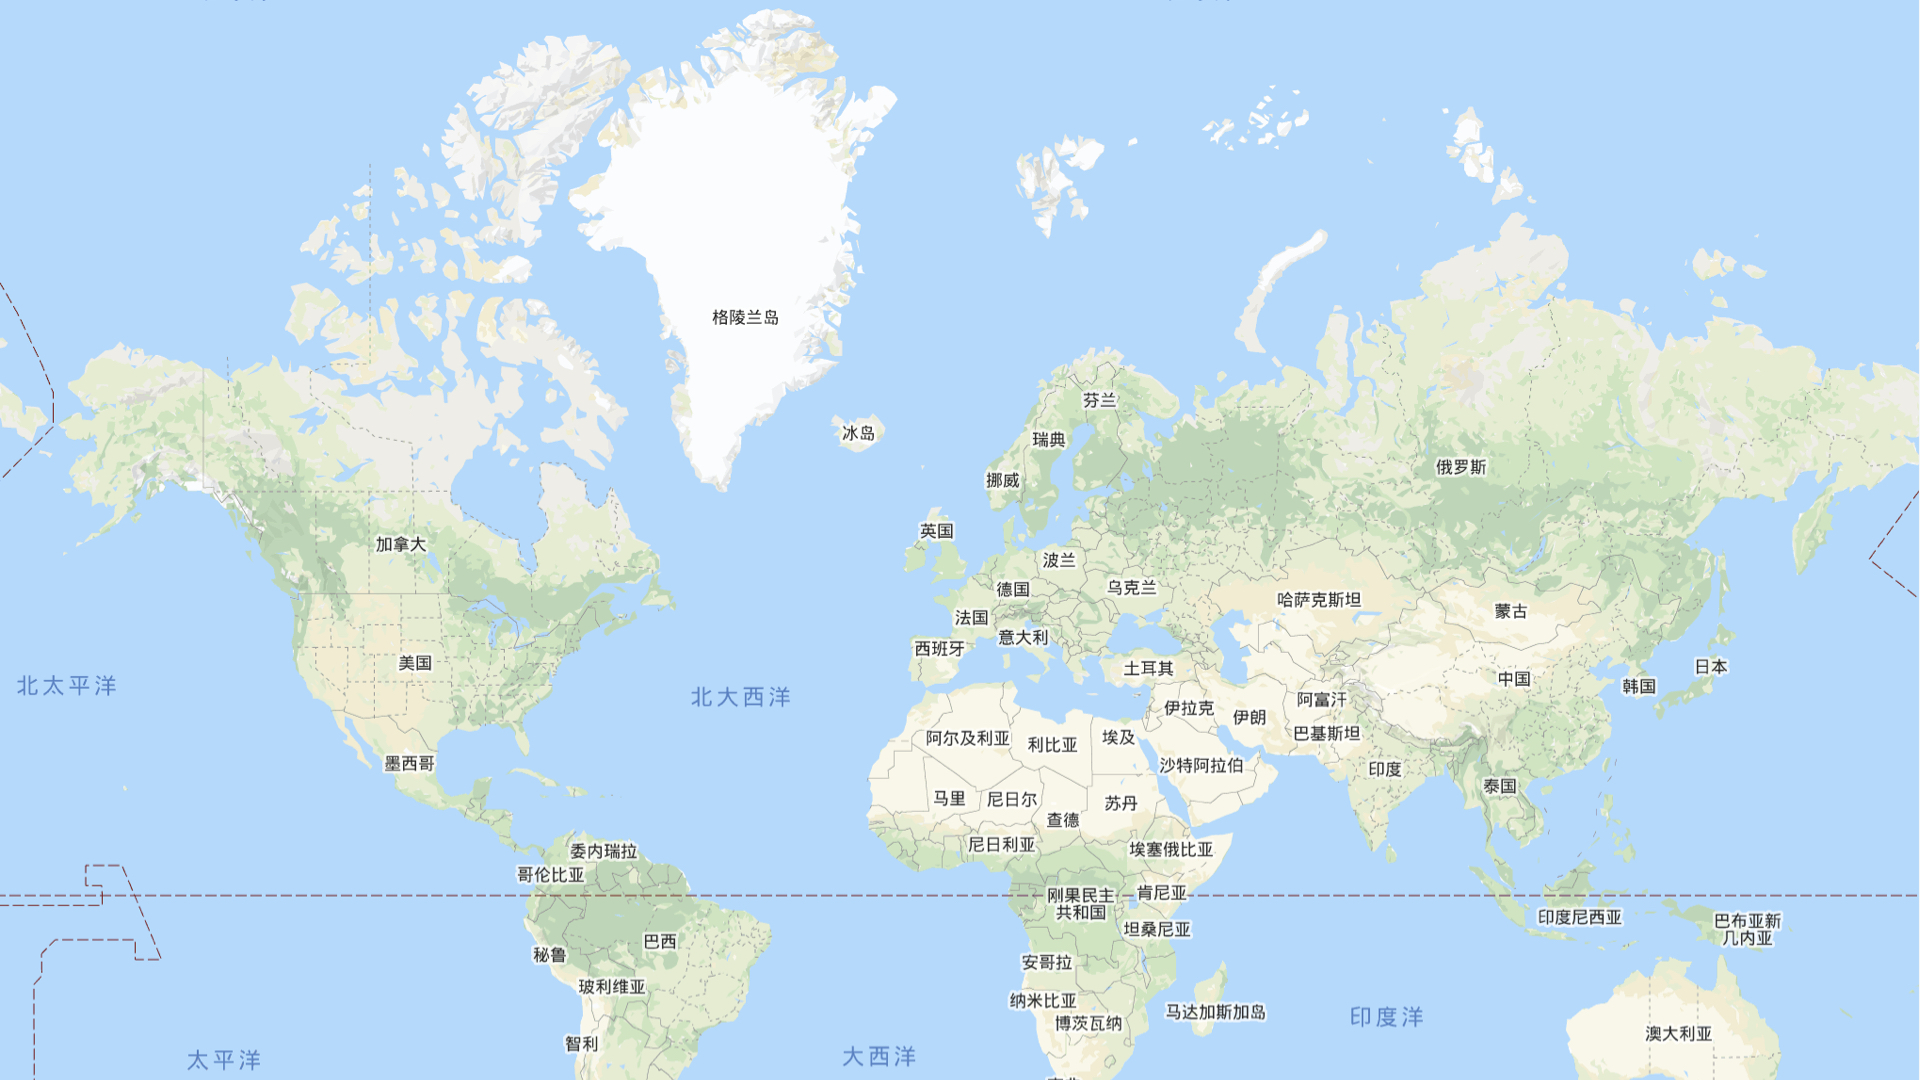 格陵兰岛
芬兰
冰岛
瑞典
俄罗斯
挪威
英国
加拿大
波兰
乌克兰
德国
哈萨克斯坦
蒙古
法国
意大利
西班牙
美国
土耳其
日本
中国
韩国
北太平洋
北大西洋
阿富汗
伊拉克
伊朗
巴基斯坦
阿尔及利亚
利比亚
埃及
墨西哥
沙特阿拉伯
印度
泰国
马里
尼日尔
苏丹
查德
尼日利亚
委内瑞拉
埃塞俄比亚
哥伦比亚
肯尼亚
刚果民主
共和国
印度尼西亚
巴布亚新
几内亚
坦桑尼亚
巴西
秘鲁
安哥拉
玻利维亚
纳米比亚
马达加斯加岛
印度洋
博茨瓦纳
澳大利亚
智利
太平洋
大西洋